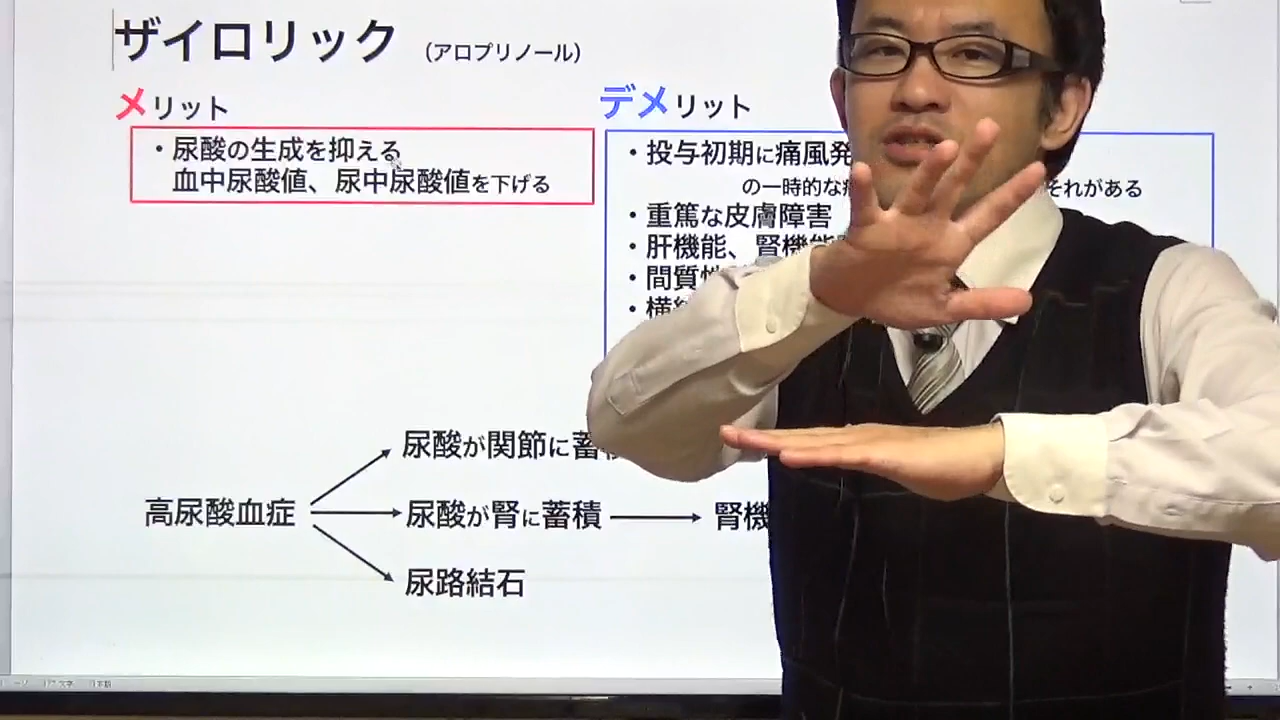 ザイロリック (アロプリノール)
メリット
・尿酸の生成を抑える
血中尿酸値、尿中尿酸値を下げる
デメリット
・投与初期に痛風発
の一時的な それがある
・重篤な皮膚障害
・肝機能、腎機能
・間質性
・横紋
尿酸が関節に蓄積
高尿酸血症
尿酸が腎に蓄積
腎機
尿路結石